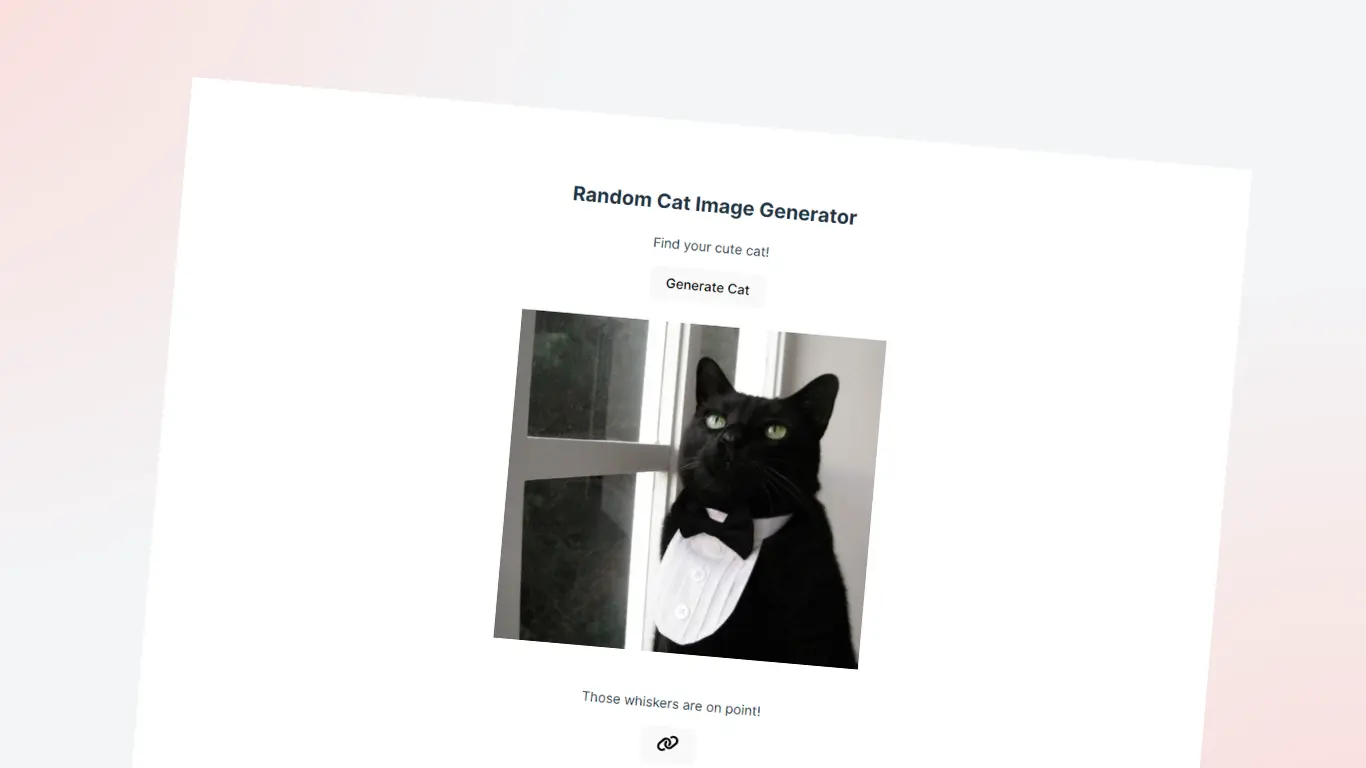 Random Cat Image Generator
Find your cute cat!
Generate Cat
Those whiskers are on point!